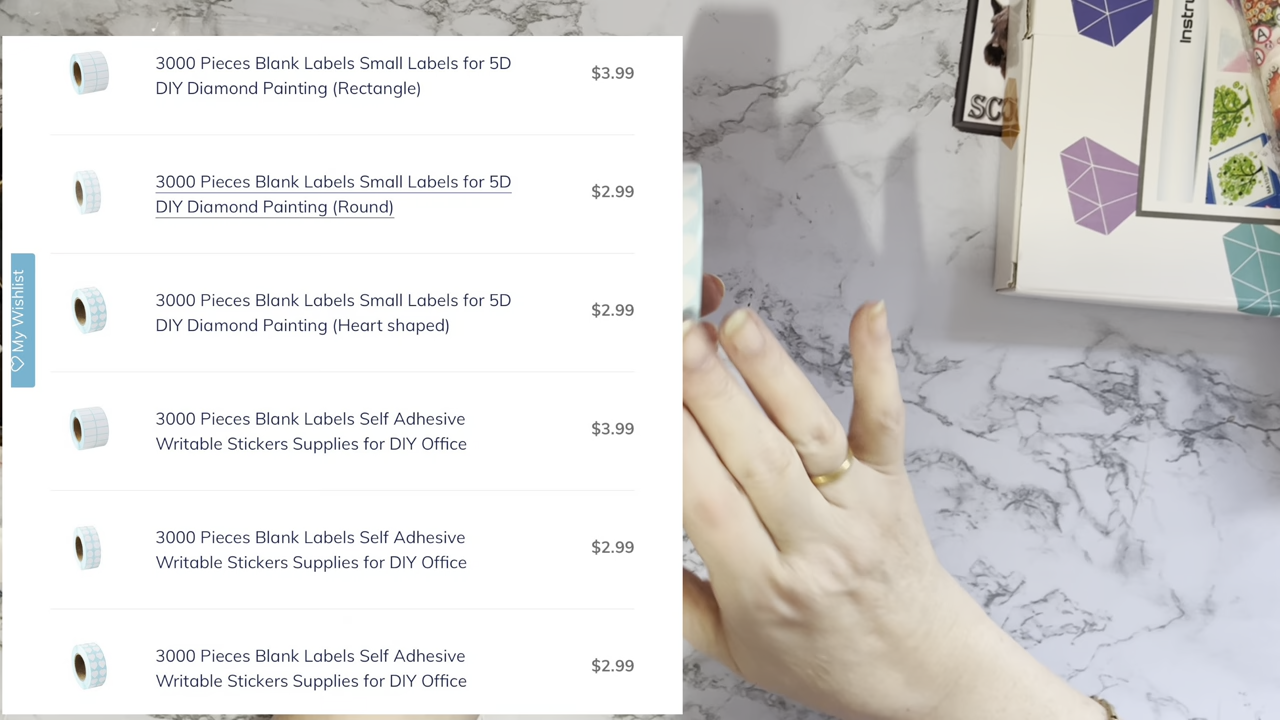 3000 Pieces Blank Labels Small Labels for 5D
DIY Diamond Painting (Rectangle)
$3.99
3000 Pieces Blank Labels Small Labels for 5D
DIY Diamond Painting (Round)
$2.99
3000 Pieces Blank Labels Small Labels for 5D
DIY Diamond Painting (Heart shaped)
$2.99
3000 Pieces Blank Labels Self Adhesive
Writable Stickers Supplies for DIY Office
$3.99
3000 Pieces Blank Labels Self Adhesive
Writable Stickers Supplies for DIY Office
$2.99
3000 Pieces Blank Labels Self Adhesive
Writable Stickers Supplies for DIY Office
$2.99
My Wishlist
SCO
Instru